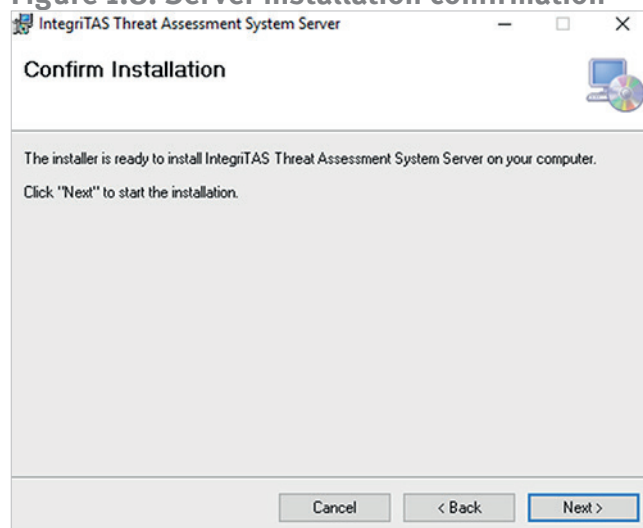 Figure 1.8: Server installation confirmation
IntegriTAS Threat Assessment System Server
Confirm Installation
The installer is ready to install IntegriTAS Threat Assessment System Server on your computer.
Click "Next" to start the installation.
Cancel
< Back
Next >